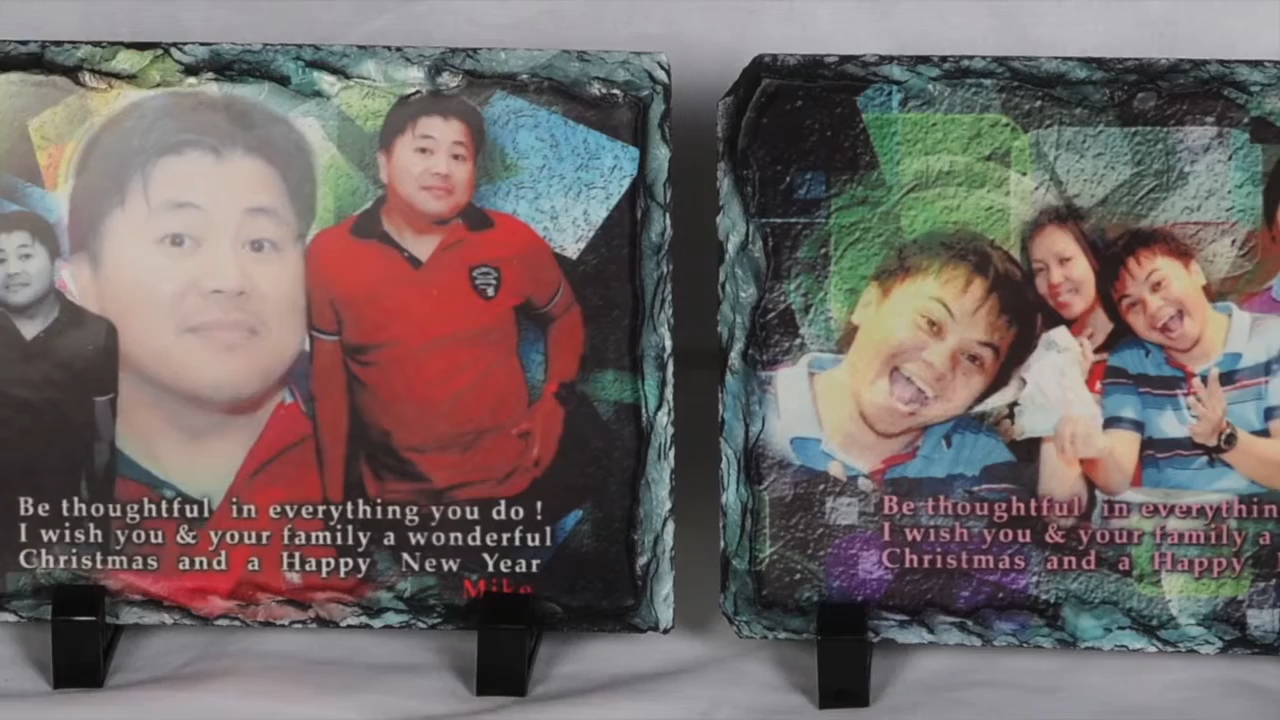 Be thoughtful in everything you do !
I wish you & your family a wonderful
Christmas and a Happy New Year
Mike
Be thoughtful in everythin
I wish you & your family a
Christmas and a Happy